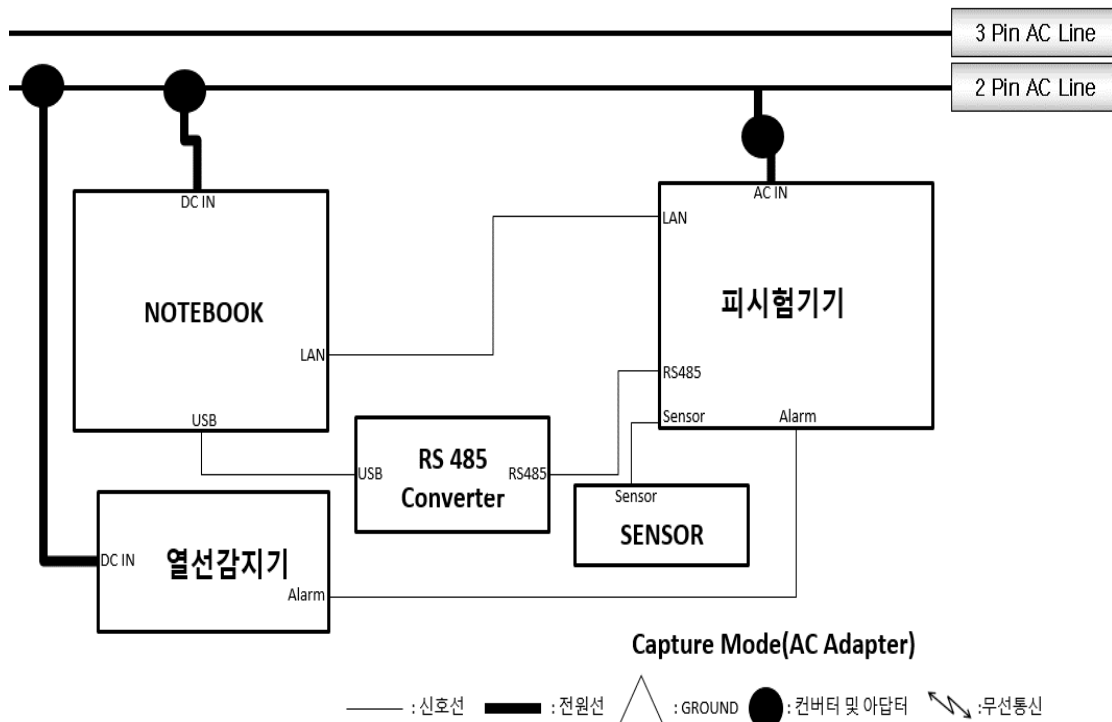 3 Pin AC Line
2 Pin AC Line
DC IN
AC IN
LAN
NOTEBOOK
피시험기기
LAN
RS485
USB
Sensor
Alarm
USB
RS 485
Converter
RS485
Sensor
SENSOR
DC IN
열선감지기
Alarm
Capture Mode(AC Adapter)
: 신호선
: 전원선
: GROUND
: 컨버터 및 아답터
:무선통신